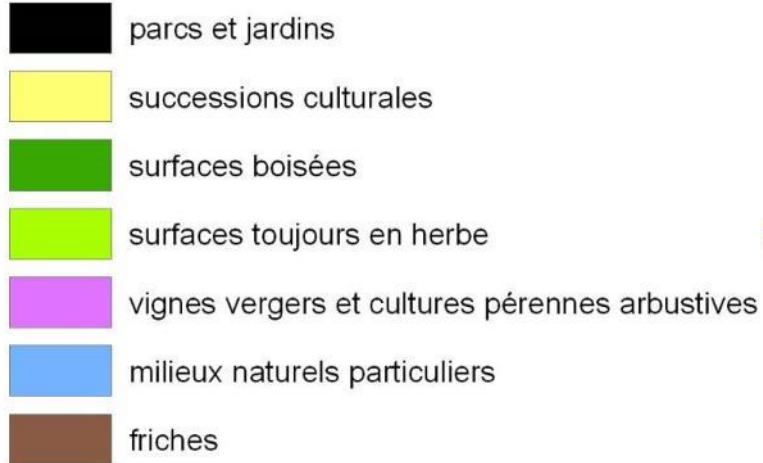 parcs et jardins
successions culturales
surfaces boisées
surfaces toujours en herbe
vignes vergers et cultures pérennes arbustives
milieux naturels particuliers
friches